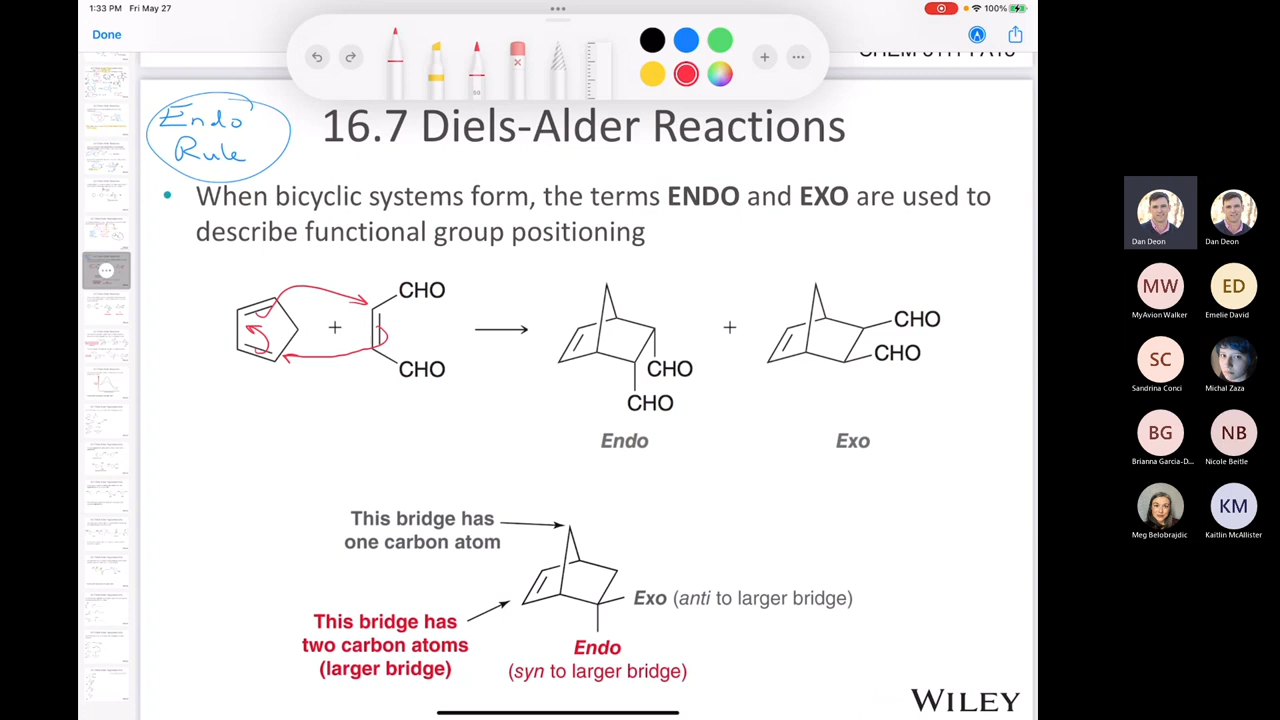 1:33 PM Fri May 27
100%
Done
Endo
Rule
16.7 Diels-Alder Reactions
• When bicyclic systems form, the terms ENDO and EXO are used to
describe functional group positioning
CHO
+
CHO
CHO
CHO
Endo
+
CHO
CHO
Exo
This bridge has
one carbon atom
Exo (anti to larger bridge)
This bridge has
two carbon atoms
(larger bridge)
Endo
(syn to larger bridge)
WILEY
Dan Deon
Dan Deon
MW
ED
MyAvion Walker
Emelie David
SC
Sandrina Conci
Michal Zaza
BG
NB
Brianna Garcia-D...
Nicole Beitle
KM
Meg Belobrajdic
Kaitlin McAllister